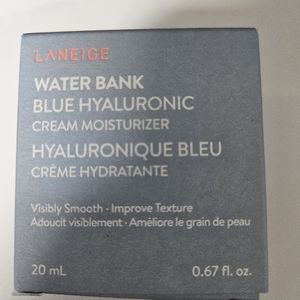 LANEIGE
WATER BANK
BLUE HYALURONIC
CREAM MOISTURIZER
HYALURONIQUE BLEU
CRÈME HYDRATANTE
Visibly Smooth • Improve Texture
Adoucit visiblement • Améliore le grain de peau
20 mL 0.67 fl. oz.